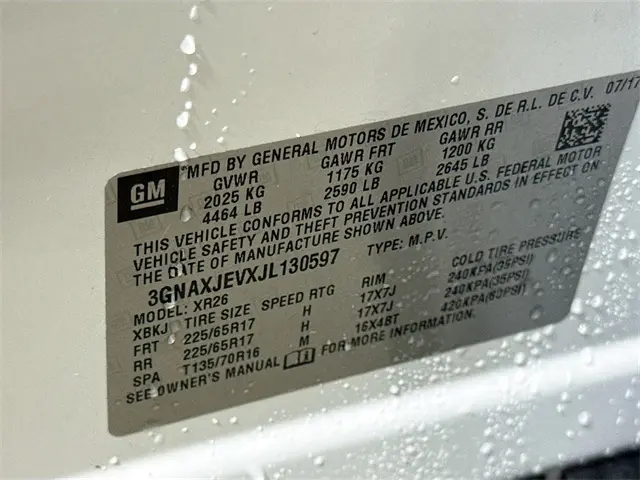 MFD BY GENERAL MOTORS DE MEXICO, S. DE R.L. DE C.V. 07/17
GM
GVWR GAWR FRT GAWR RR
2025 KG 1175 KG 1200 KG
4464 LB 2590 LB 2645 LB
THIS VEHICLE CONFORMS TO ALL APPLICABLE U.S. FEDERAL MOTOR
VEHICLE SAFETY AND THEFT PREVENTION STANDARDS IN EFFECT ON
THE DATE OF MANUFACTURE SHOWN ABOVE.
3GNAXJEVXJL130597 TYPE: M.P.V.
MODEL: XR26
XBKJ TIRE SIZE SPEED RTG RIM COLD TIRE PRESSURE
FRT 225/65R17 H 17X7J 240KPA(35PSI)
RR 225/65R17 H 17X7J 240KPA(35PSI)
SPA T135/70R16 M 16X4BT 420KPA(60PSI)
SEE OWNER'S MANUAL FOR MORE INFORMATION.